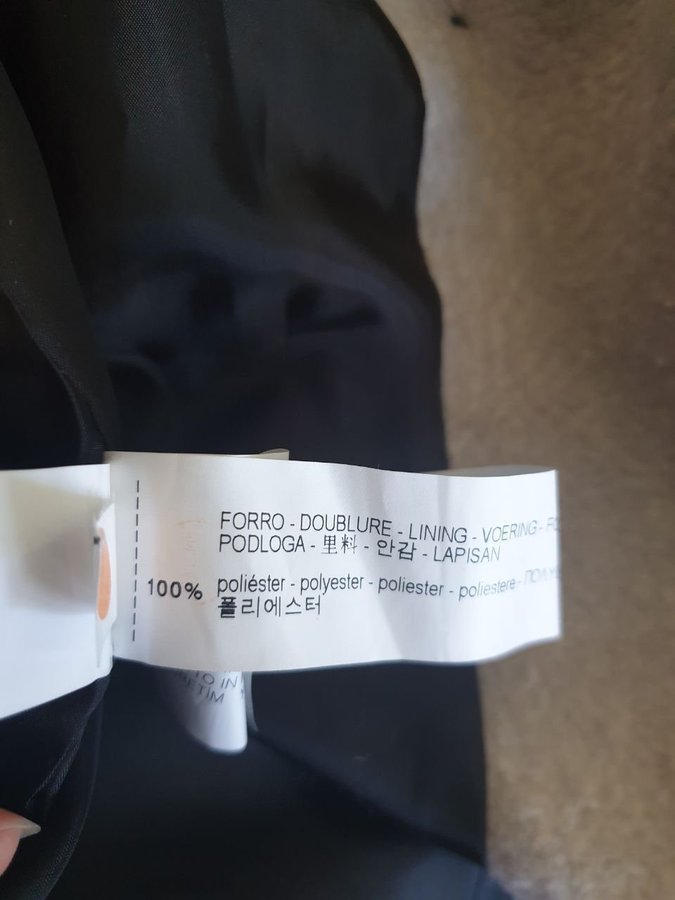 FORRO - DOUBLURE - LINING - VOERING -
PODLOGA - 里料 - 안감 - LAPISAN
100% poliéster - polyester - poliester - poliestere -
폴리에스터
IN